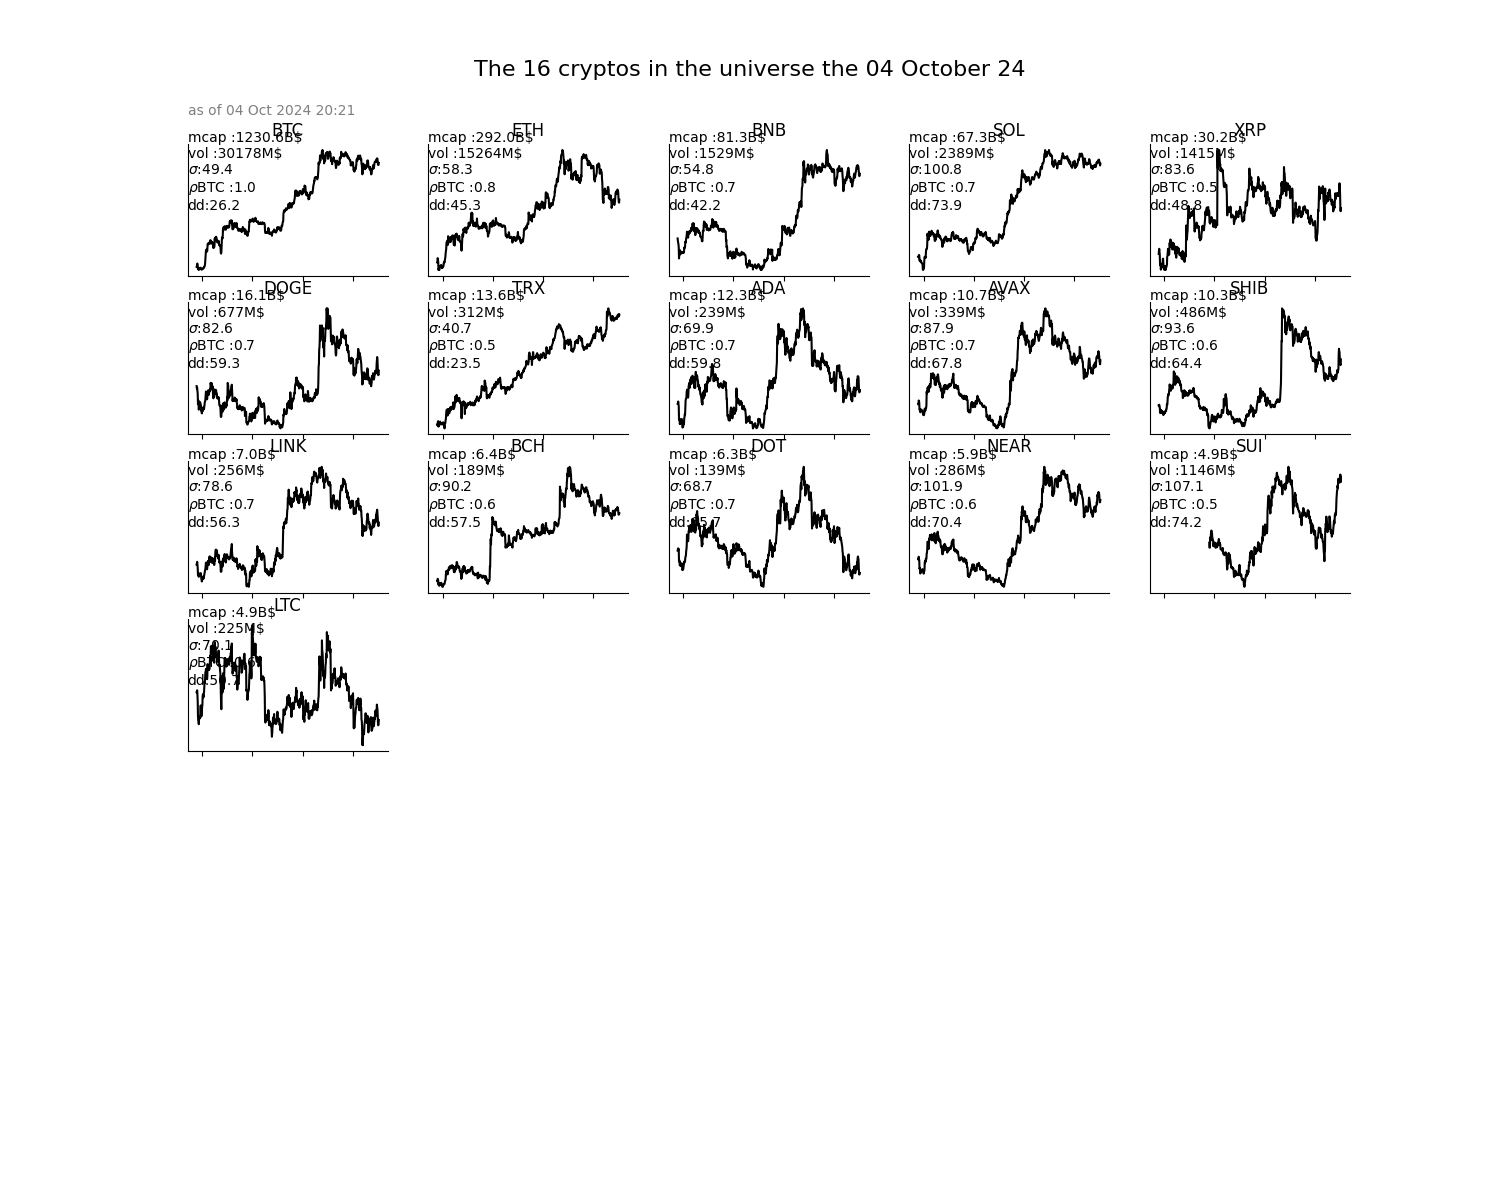 The 16 cryptos in the universe the 04 October 24
as of 04 Oct 2024 20:21
BTC
mcap :1230.6B$
vol :30178M$
σ:49.4
ρBTC :1.0
dd:26.2
ETH
mcap :292.0B$
vol :15264M$
σ:58.3
ρBTC :0.8
dd:45.3
BNB
mcap :81.3B$
vol :1529M$
σ:54.8
ρBTC :0.7
dd:42.2
SOL
mcap :67.3B$
vol :2389M$
σ:100.8
ρBTC :0.7
dd:73.9
XRP
mcap :30.2B$
vol :1415M$
σ:83.6
ρBTC :0.5
dd:48.8
DOGE
mcap :16.1B$
vol :677M$
σ:82.6
ρBTC :0.7
dd:59.3
TRX
mcap :13.6B$
vol :312M$
σ:40.7
ρBTC :0.5
dd:23.5
ADA
mcap :12.3B$
vol :239M$
σ:69.9
ρBTC :0.7
dd:59.8
AVAX
mcap :10.7B$
vol :339M$
σ:87.9
ρBTC :0.7
dd:67.8
SHIB
mcap :10.3B$
vol :486M$
σ:93.6
ρBTC :0.6
dd:64.4
LINK
mcap :7.0B$
vol :256M$
σ:78.6
ρBTC :0.7
dd:56.3
BCH
mcap :6.4B$
vol :189M$
σ:90.2
ρBTC :0.6
dd:57.5
DOT
mcap :6.3B$
vol :139M$
σ:68.7
ρBTC :0.7
NEAR
mcap :5.9B$
vol :286M$
σ:101.9
ρBTC :0.6
dd:70.4
SUI
mcap :4.9B$
vol :1146M$
σ:107.1
ρBTC :0.5
dd:74.2
LTC
mcap :4.9B$
vol :225M$
σ:70.1
ρBTC :0.6